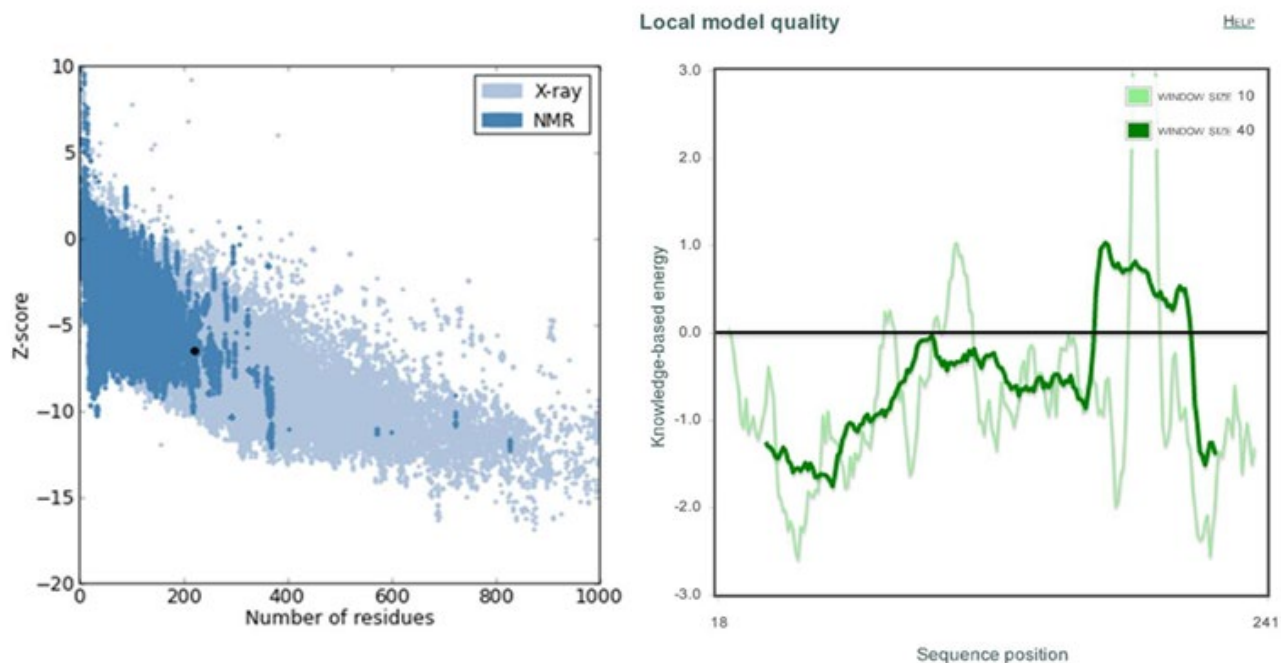 Local model quality
HELP
10
5
0
−5
−10
−15
−20
Z-score
0
200
400
600
800
1000
Number of residues
X-ray
NMR
3.0
2.0
1.0
0.0
-1.0
-2.0
-3.0
Knowledge-based energy
WINDOW SIZE 10
WINDOW SIZE 40
18
241
Sequence position